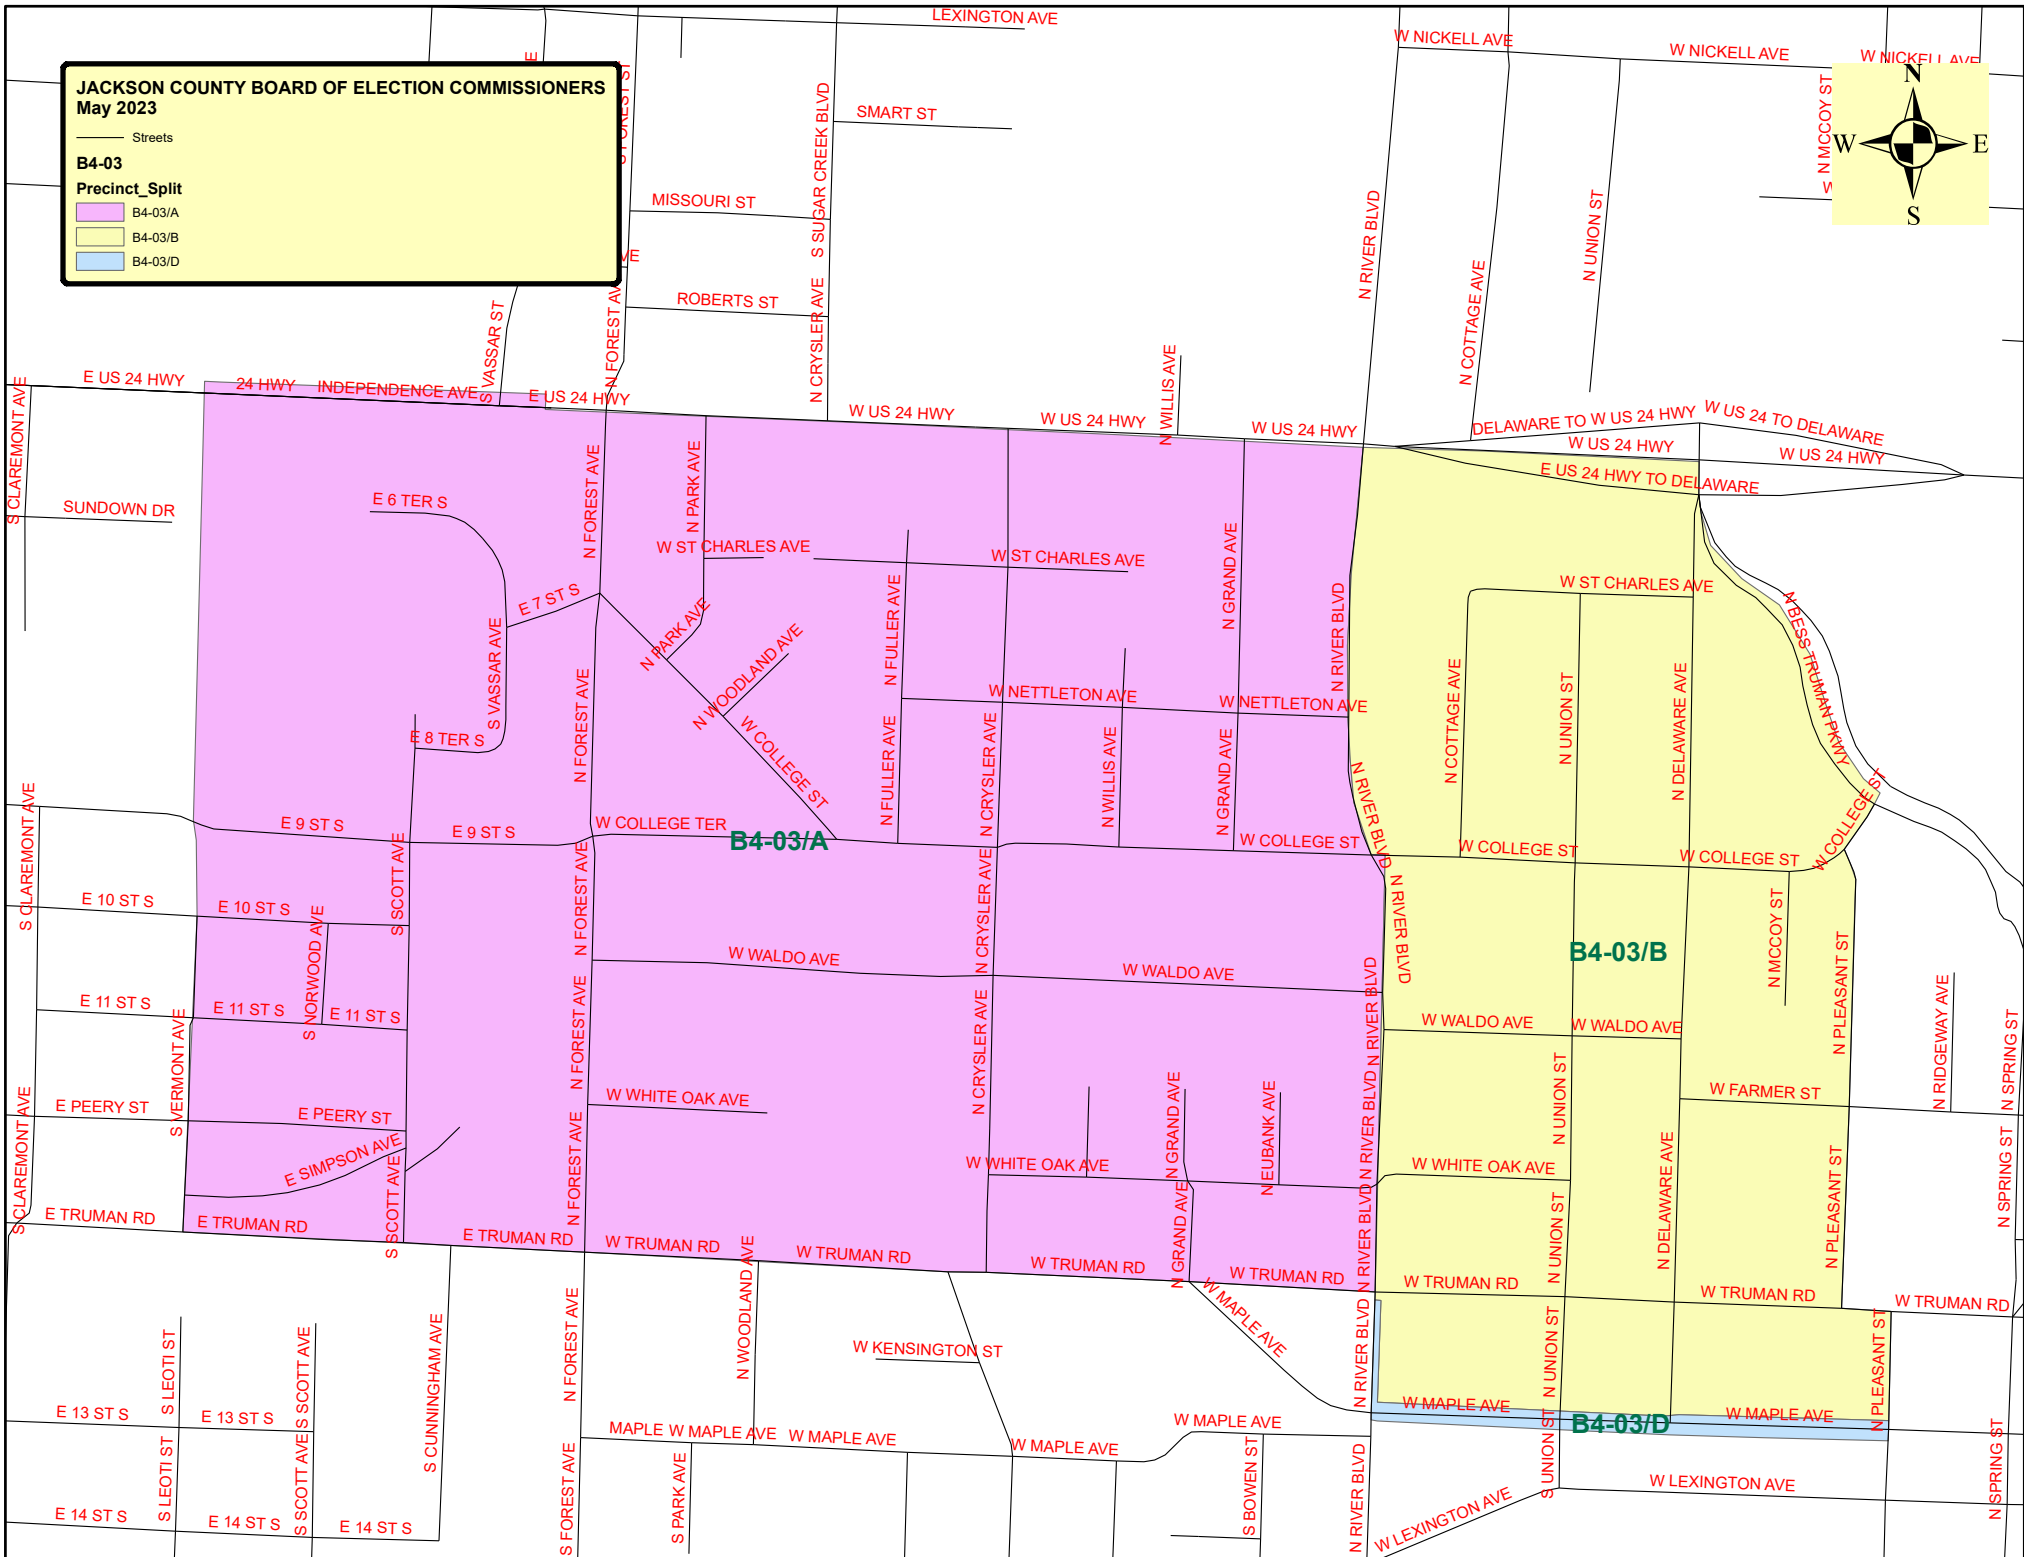 LEXINGTON AVE
W NICKELL AVE
W NICKELL AVE
W NICKELL AVE
JACKSON COUNTY BOARD OF ELECTION COMMISSIONERS
May 2023
Streets
B4-03
Precinct_Split
B4-03/A
B4-03/B
B4-03/D
N
W
E
S
N MCCOY ST
SMART ST
S SUGAR CREEK BLVD
MISSOURI ST
N RIVER BLVD
N UNION ST
N COTTAGE AVE
ROBERTS ST
N CRYSLER AVE
N FOREST AVE
S VASSAR ST
N WILLIS AVE
S CLAREMONT AVE
E US 24 HWY
24 HWY
INDEPENDENCE AVE
E US 24 HWY
W US 24 HWY
W US 24 HWY
W US 24 HWY
DELAWARE TO W US 24 HWY
W US 24 TO DELAWARE
W US 24 HWY
W US 24 HWY
E US 24 HWY TO DELAWARE
SUNDOWN DR
E 6 TER S
N FOREST AVE
N PARK AVE
W ST CHARLES AVE
W ST CHARLES AVE
N GRAND AVE
W ST CHARLES AVE
E 7 ST S
N PARK AVE
N WOODLAND AVE
N FULLER AVE
N RIVER BLVD
N BESS TRUMAN PKWY
S VASSAR AVE
N FOREST AVE
W NETTLETON AVE
W NETTLETON AVE
N COTTAGE AVE
N UNION ST
N DELAWARE AVE
E 8 TER S
W COLLEGE ST
N FULLER AVE
N CRYSLER AVE
N WILLIS AVE
N GRAND AVE
N RIVER BLVD
W COLLEGE ST
S CLAREMONT AVE
E 9 ST S
E 9 ST S
W COLLEGE TER
B4-03/A
W COLLEGE ST
W COLLEGE ST
W COLLEGE ST
S SCOTT AVE
N FOREST AVE
N CRYSLER AVE
N RIVER BLVD
E 10 ST S
E 10 ST S
S NORWOOD AVE
W WALDO AVE
W WALDO AVE
B4-03/B
N MCCOY ST
N PLEASANT ST
E 11 ST S
E 11 ST S
E 11 ST S
N RIVER BLVD
W WALDO AVE
W WALDO AVE
N RIDGEWAY AVE
N SPRING ST
S VERMONT AVE
N FOREST AVE
N CRYSLER AVE
E PEERY ST
E PEERY ST
W WHITE OAK AVE
N GRAND AVE
N EUBANK AVE
N RIVER BLVD
N UNION ST
W FARMER ST
S CLAREMONT AVE
E SIMPSON AVE
S SCOTT AVE
N FOREST AVE
W WHITE OAK AVE
W WHITE OAK AVE
N DELAWARE AVE
N PLEASANT ST
N SPRING ST
E TRUMAN RD
E TRUMAN RD
E TRUMAN RD
W TRUMAN RD
W TRUMAN RD
W TRUMAN RD
N GRAND AVE
W TRUMAN RD
N RIVER BLVD
W TRUMAN RD
N UNION ST
W TRUMAN RD
W TRUMAN RD
N WOODLAND AVE
W MAPLE AVE
W KENSINGTON ST
S LEOTI ST
S SCOTT AVE
S CUNNINGHAM AVE
N FOREST AVE
N RIVER BLVD
N UNION ST
N PLEASANT ST
W MAPLE AVE
W MAPLE AVE
B4-03/D
E 13 ST S
E 13 ST S
MAPLE
W MAPLE AVE
W MAPLE AVE
W MAPLE AVE
W MAPLE AVE
S LEOTI ST
S SCOTT AVE
S FOREST AVE
S PARK AVE
S BOWEN ST
N RIVER BLVD
S UNION ST
W LEXINGTON AVE
W LEXINGTON AVE
N SPRING ST
E 14 ST S
E 14 ST S
E 14 ST S